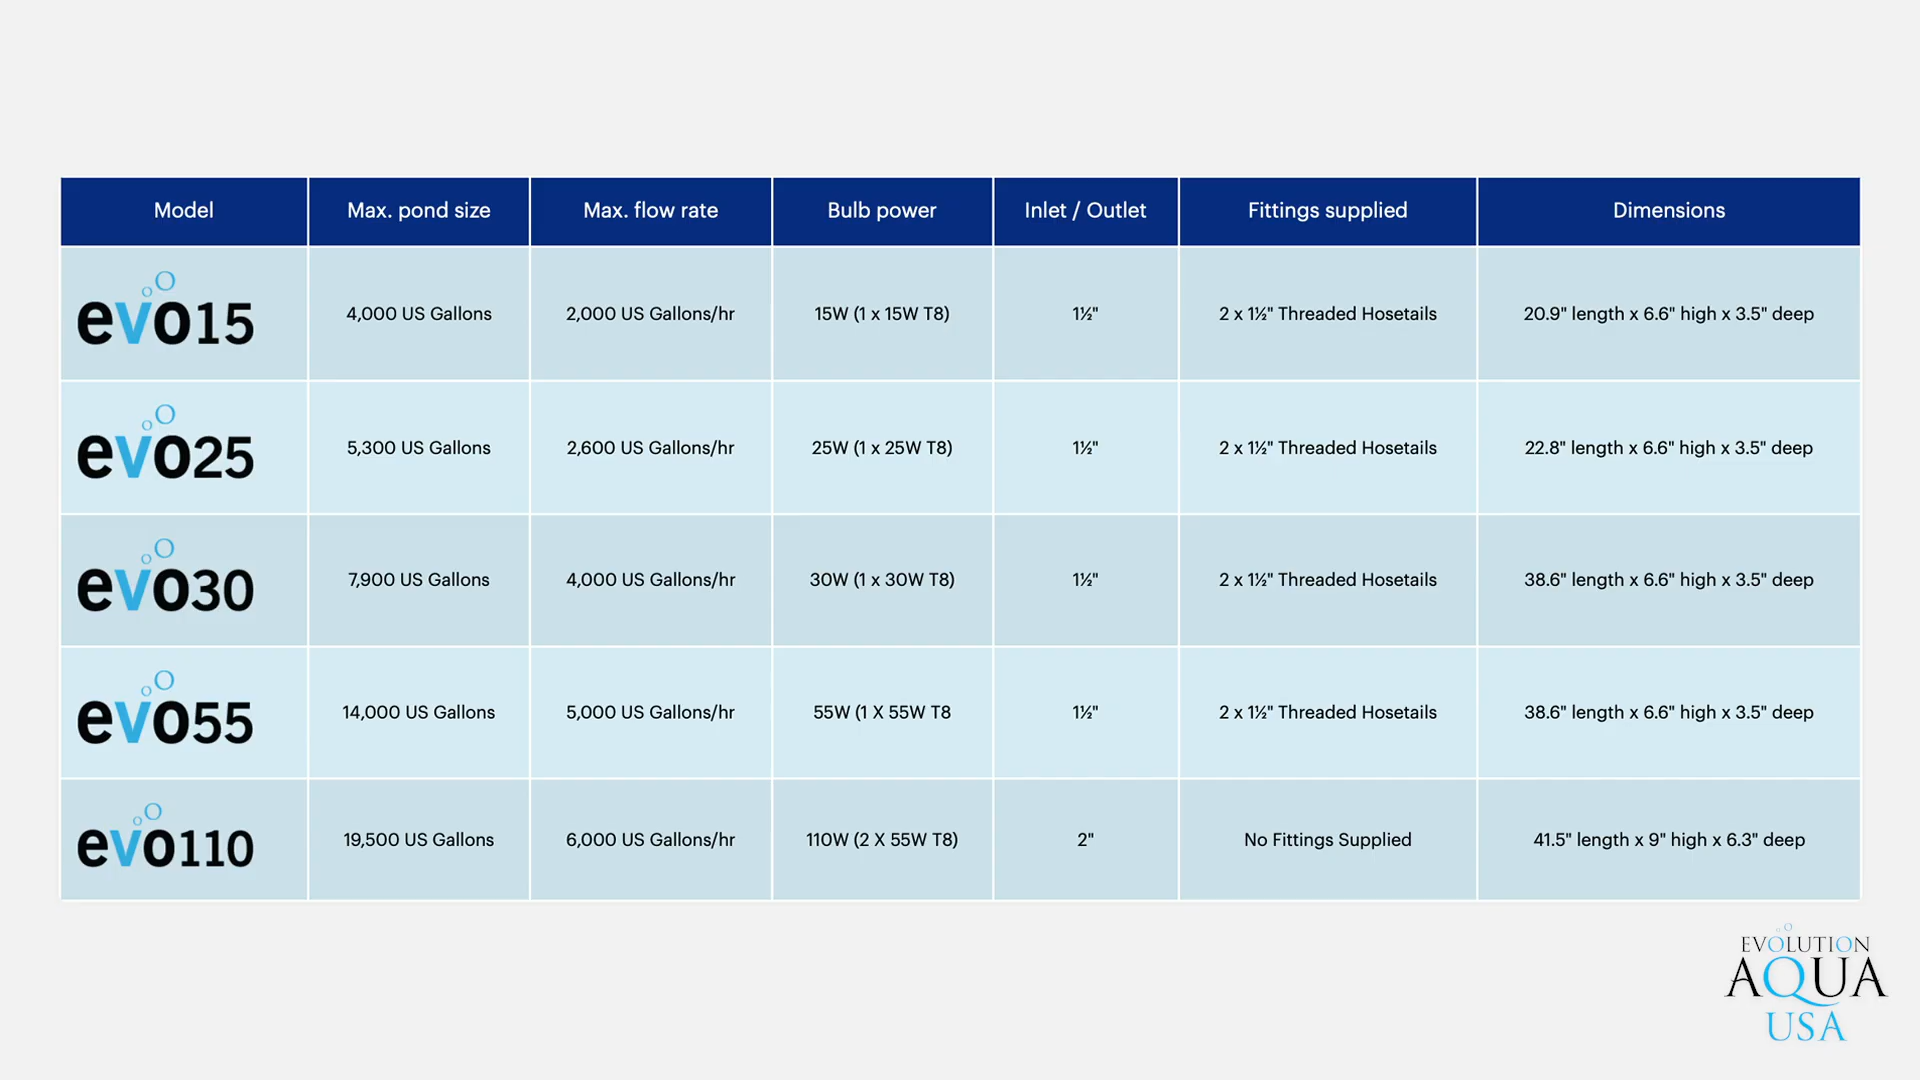 Model Max. pond size Max. flow rate Bulb power Inlet / Outlet Fittings supplied Dimensions
evo15 4,000 US Gallons 2,000 US Gallons/hr 15W (1 x 15W T8) 1½" 2 x 1½" Threaded Hosetails 20.9" length x 6.6" high x 3.5" deep
evo25 5,300 US Gallons 2,600 US Gallons/hr 25W (1 x 25W T8) 1½" 2 x 1½" Threaded Hosetails 22.8" length x 6.6" high x 3.5" deep
evo30 7,900 US Gallons 4,000 US Gallons/hr 30W (1 x 30W T8) 1½" 2 x 1½" Threaded Hosetails 38.6" length x 6.6" high x 3.5" deep
evo55 14,000 US Gallons 5,000 US Gallons/hr 55W (1 X 55W T8 1½" 2 x 1½" Threaded Hosetails 38.6" length x 6.6" high x 3.5" deep
evo110 19,500 US Gallons 6,000 US Gallons/hr 110W (2 X 55W T8) 2" No Fittings Supplied 41.5" length x 9" high x 6.3" deep
EVOLUTION
AQUA
USA